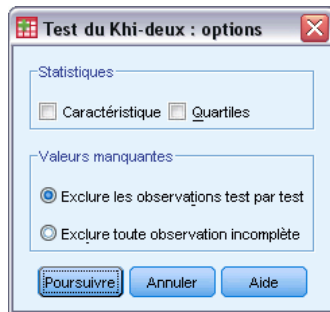 Test du Khi-deux : options
Statistiques
Caractéristique Quartiles
Valeurs manquantes
Exclure les observations test par test
Exclure toute observation incomplète
Poursuivre Annuler Aide